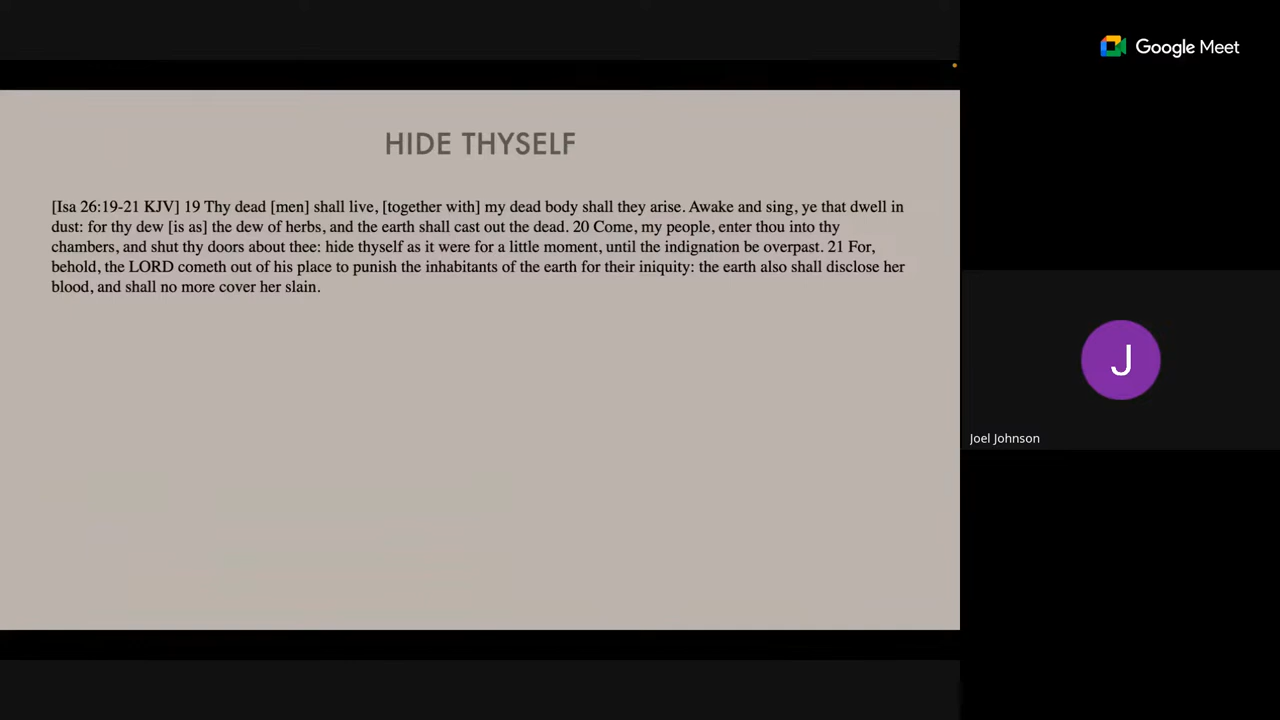 Google Meet
HIDE THYSELF
[Isa 26:19-21 KJV] 19 Thy dead [men] shall live, [together with] my dead body shall they arise. Awake and sing, ye that dwell in
dust: for thy dew [is as] the dew of herbs, and the earth shall cast out the dead. 20 Come, my people, enter thou into thy
chambers, and shut thy doors about thee: hide thyself as it were for a little moment, until the indignation be overpast. 21 For,
behold, the LORD cometh out of his place to punish the inhabitants of the earth for their iniquity: the earth also shall disclose her
blood, and shall no more cover her slain.
J
Joel Johnson